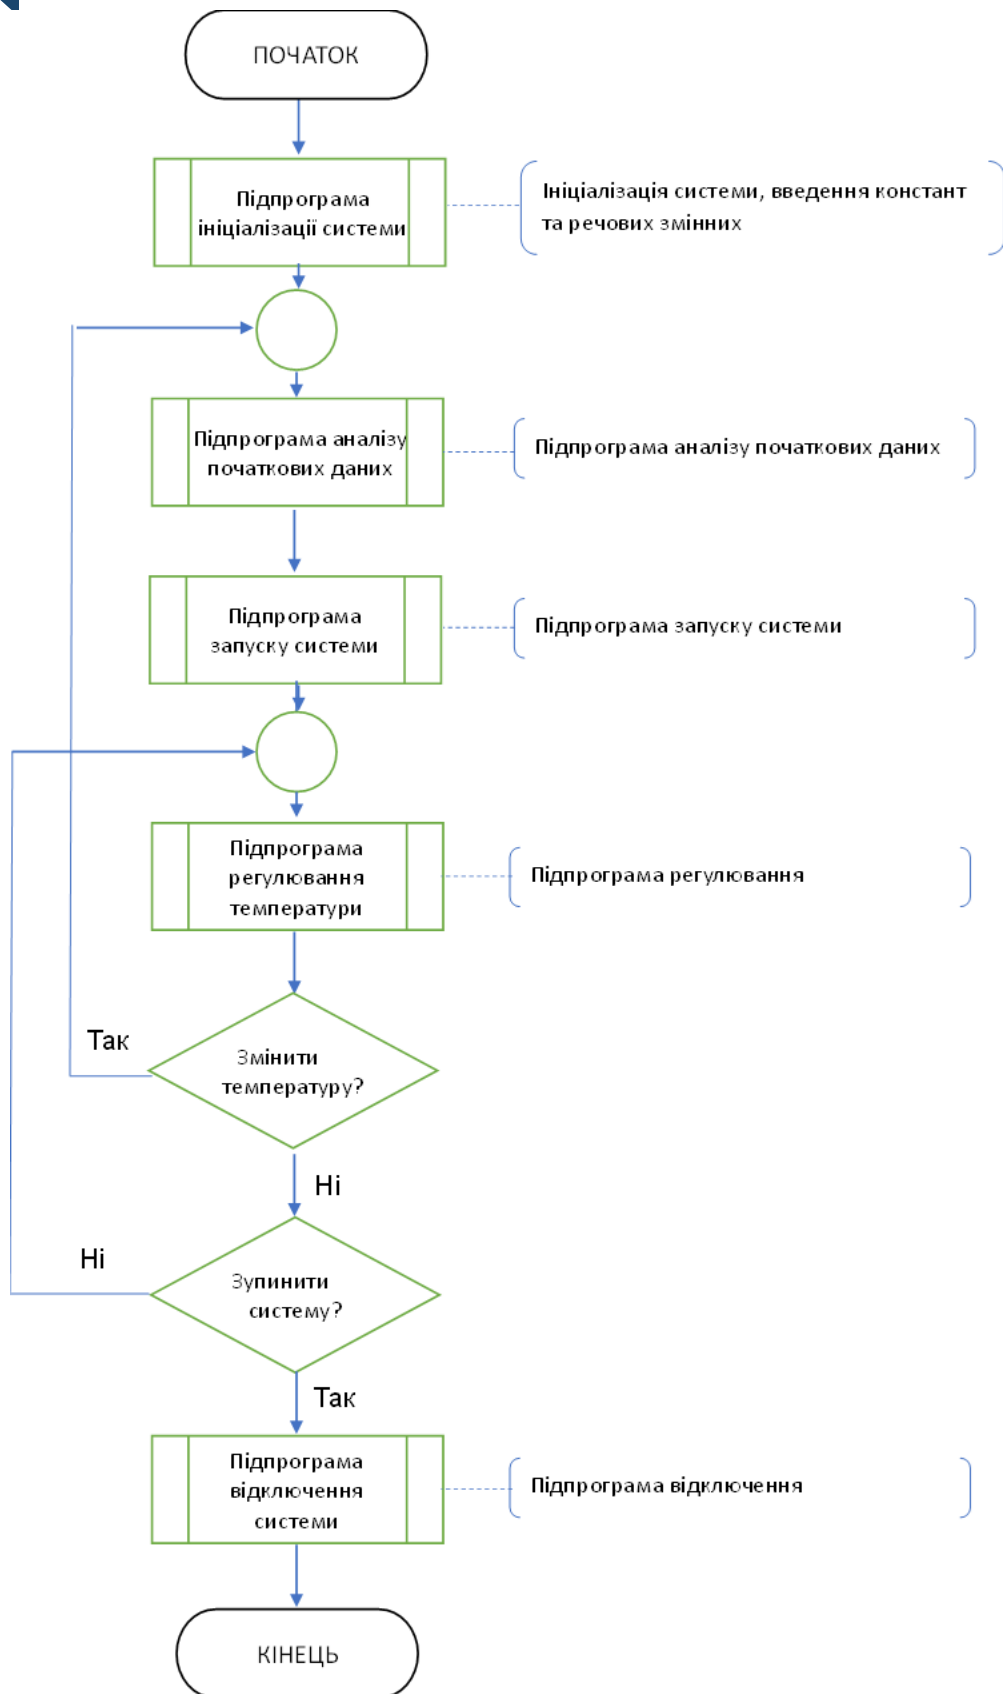 ПОЧАТОК
Підпрограма
ініціалізації системи
Ініціалізація системи, введення констант
та речових змінних
Підпрограма аналізу
початкових даних
Підпрограма аналізу початкових даних
Підпрограма
запуску системи
Підпрограма запуску системи
Підпрограма
регулювання
температури
Підпрограма регулювання
Так
Змінити
температуру?
Ні
Ні
Зупинити
систему?
Так
Підпрограма
відключення
системи
Підпрограма відключення
КІНЕЦЬ